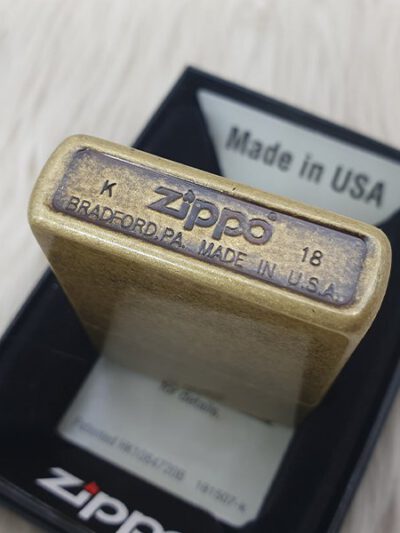 Made in USA
K zippo 18
BRADFORD,PA. MADE IN U.S.A.
for details.
zippo